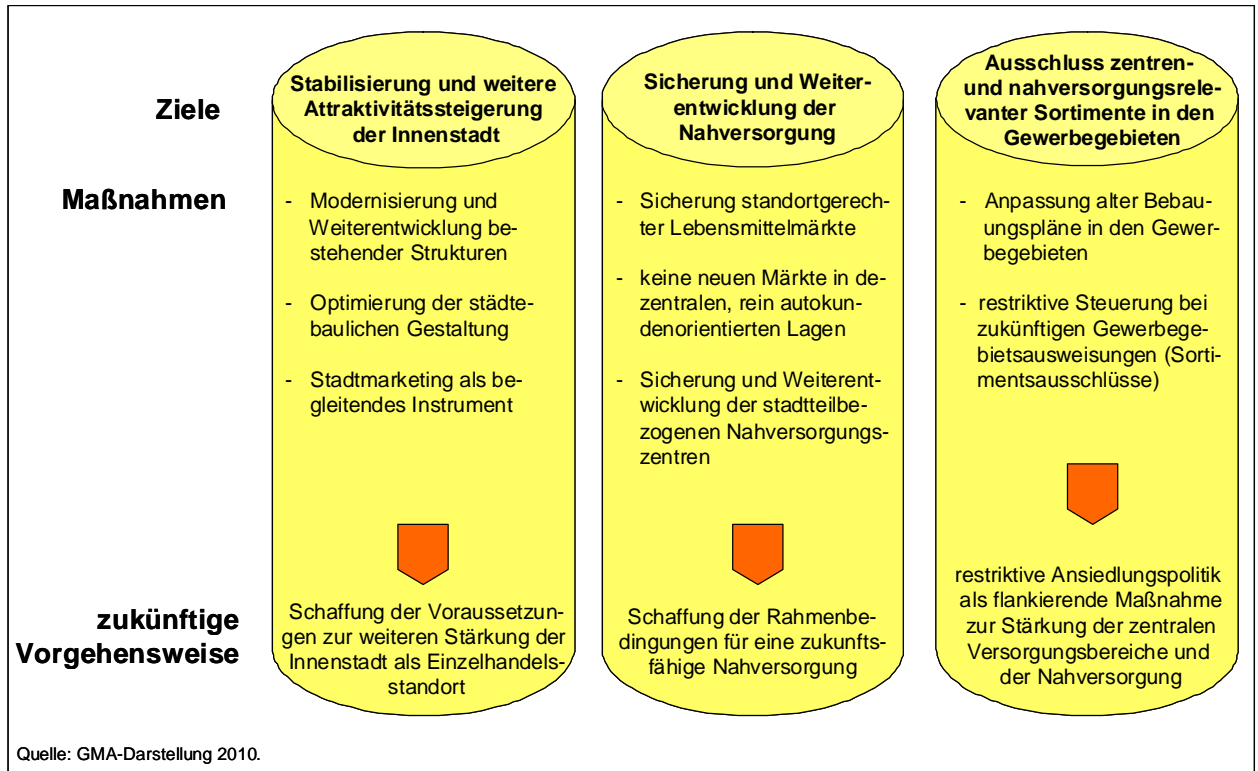 Ziele
Stabilisierung und weitere
Attraktivitätssteigerung
der Innenstadt
Sicherung und Weiter-
entwicklung der
Nahversorgung
Ausschluss zentren-
und nahversorgungsrele-
vanter Sortimente in den
Gewerbegebieten
Maßnahmen
- Modernisierung und
Weiterentwicklung be-
stehender Strukturen
- Optimierung der städte-
baulichen Gestaltung
- Stadtmarketing als be-
gleitendes Instrument
- Sicherung standortgerech-
ter Lebensmittelmärkte
- keine neuen Märkte in de-
zentralen, rein autokun-
denorientierten Lagen
- Sicherung und Weiterent-
wicklung der stadtteilbe-
zogenen Nahversorgungs-
zentren
- Anpassung alter Bebau-
ungspläne in den Gewer-
begebieten
- restriktive Steuerung bei
zukünftigen Gewerbege-
bietsausweisungen (Sorti-
mentsausschlüsse)
zukünftige
Vorgehensweise
Schaffung der Voraussetzun-
gen zur weiteren Stärkung der
Innenstadt als Einzelhandels-
standort
Schaffung der Rahmenbe-
dingungen für eine zukunfts-
fähige Nahversorgung
restriktive Ansiedlungspolitik
als flankierende Maßnahme
zur Stärkung der zentralen
Versorgungsbereiche und
der Nahversorgung
Quelle: GMA-Darstellung 2010.